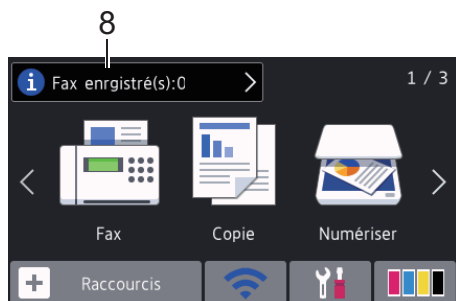 8
Fax enrgistré(s):0
1 / 3
Fax
Copie
Numériser
Raccourcis